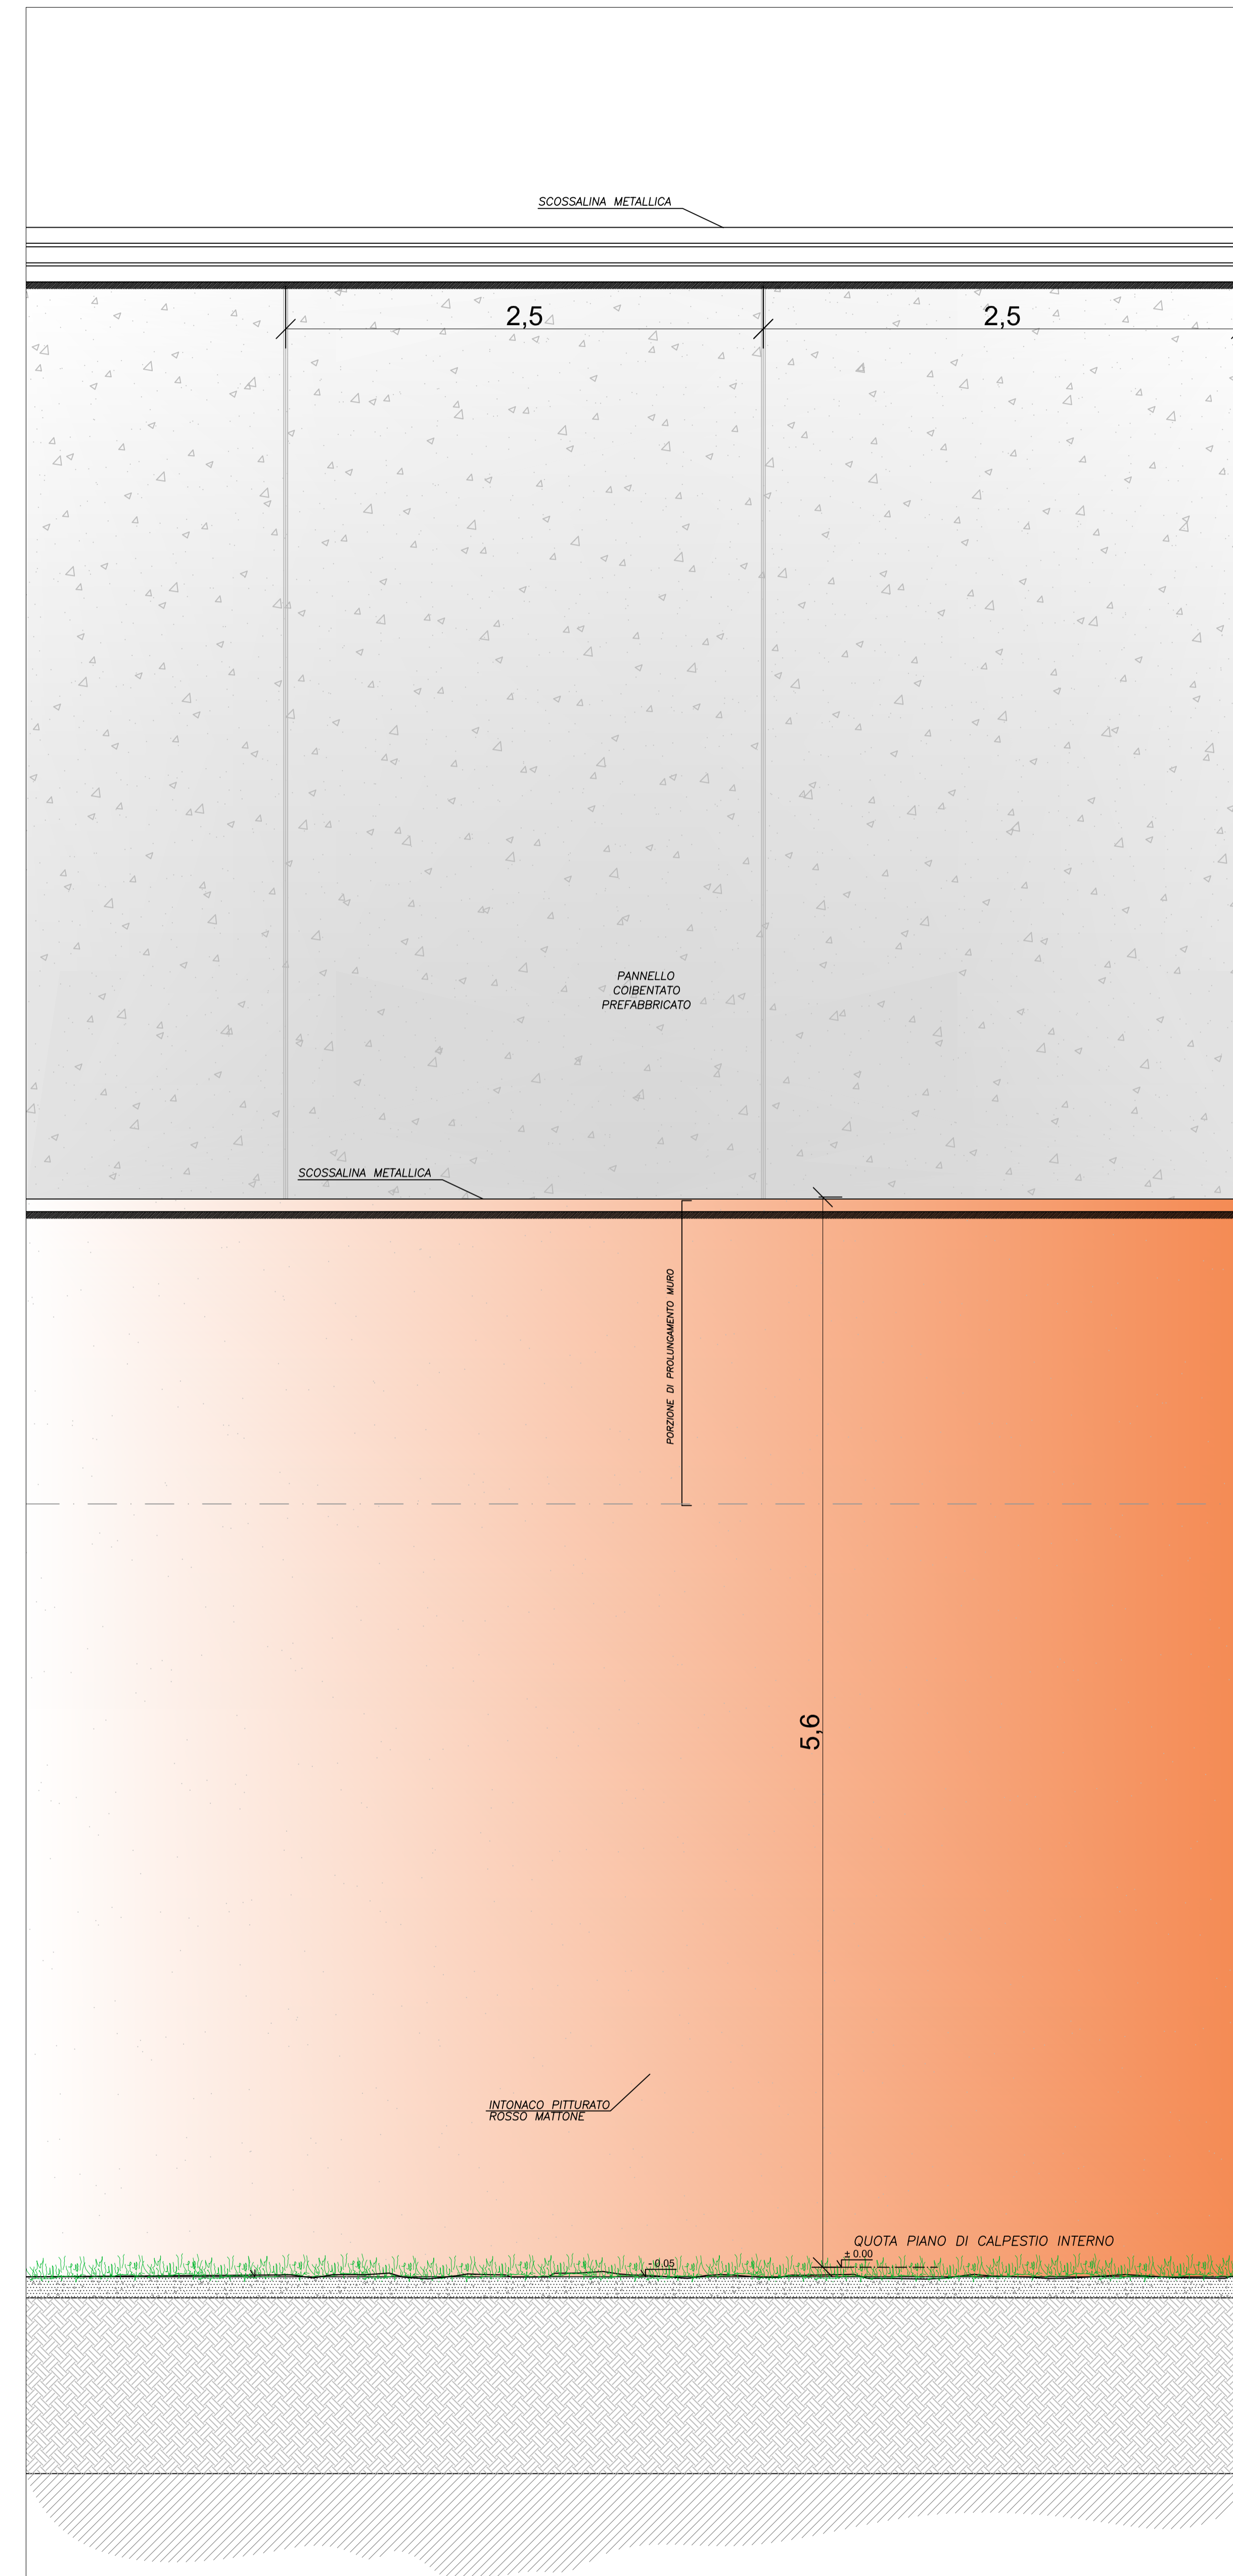 SCOSSALINA METALLICA
2,5
2,5
PANNELLO
COIBENTATO
PREFABBRICATO
SCOSSALINA METALLICA
PORZIONE DI PROLUNGAMENTO MURO
5,6
INTONACO PITTURATO
ROSSO MATTONE
QUOTA PIANO DI CALPESTIO INTERNO
± 0.00
- 0.05